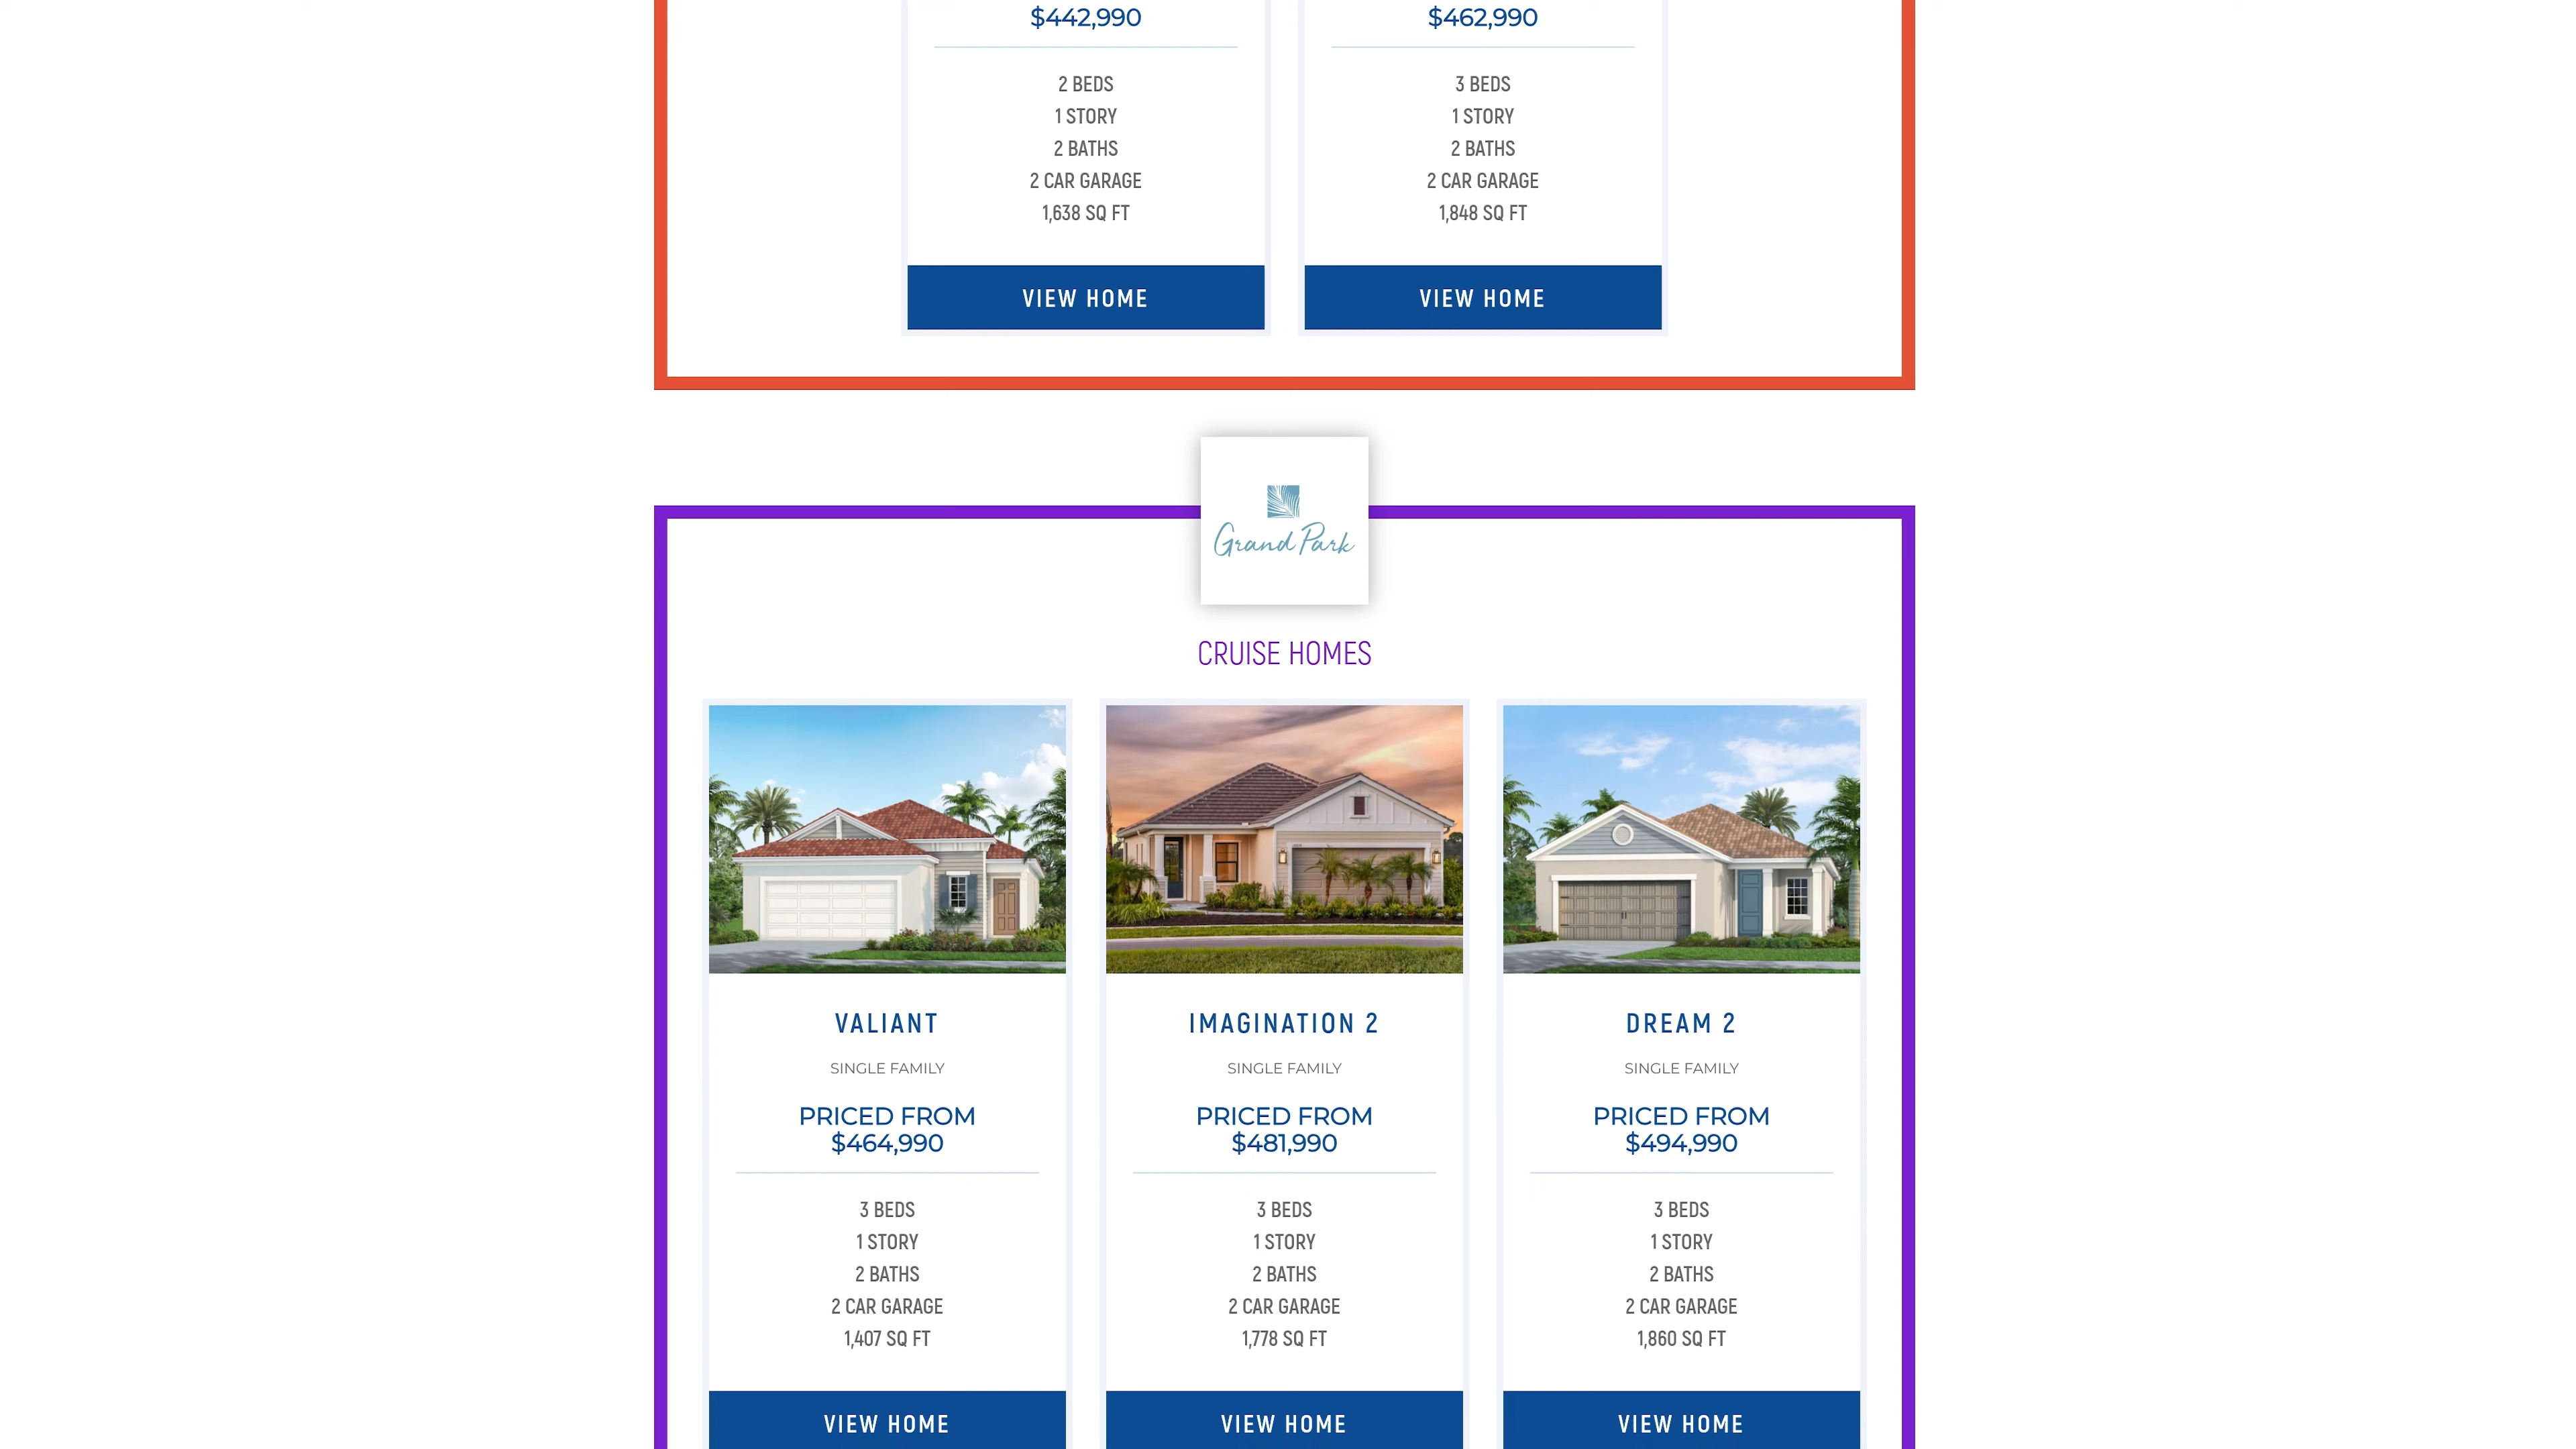 $442,990
2 BEDS
1 STORY
2 BATHS
2 CAR GARAGE
1,638 SQ FT
VIEW HOME
$462,990
3 BEDS
1 STORY
2 BATHS
2 CAR GARAGE
1,848 SQ FT
VIEW HOME
Grand Park
CRUISE HOMES
VALIANT
SINGLE FAMILY
PRICED FROM
$464,990
3 BEDS
1 STORY
2 BATHS
2 CAR GARAGE
1,407 SQ FT
VIEW HOME
IMAGINATION 2
SINGLE FAMILY
PRICED FROM
$481,990
3 BEDS
1 STORY
2 BATHS
2 CAR GARAGE
1,778 SQ FT
VIEW HOME
DREAM 2
SINGLE FAMILY
PRICED FROM
$494,990
3 BEDS
1 STORY
2 BATHS
2 CAR GARAGE
1,860 SQ FT
VIEW HOME